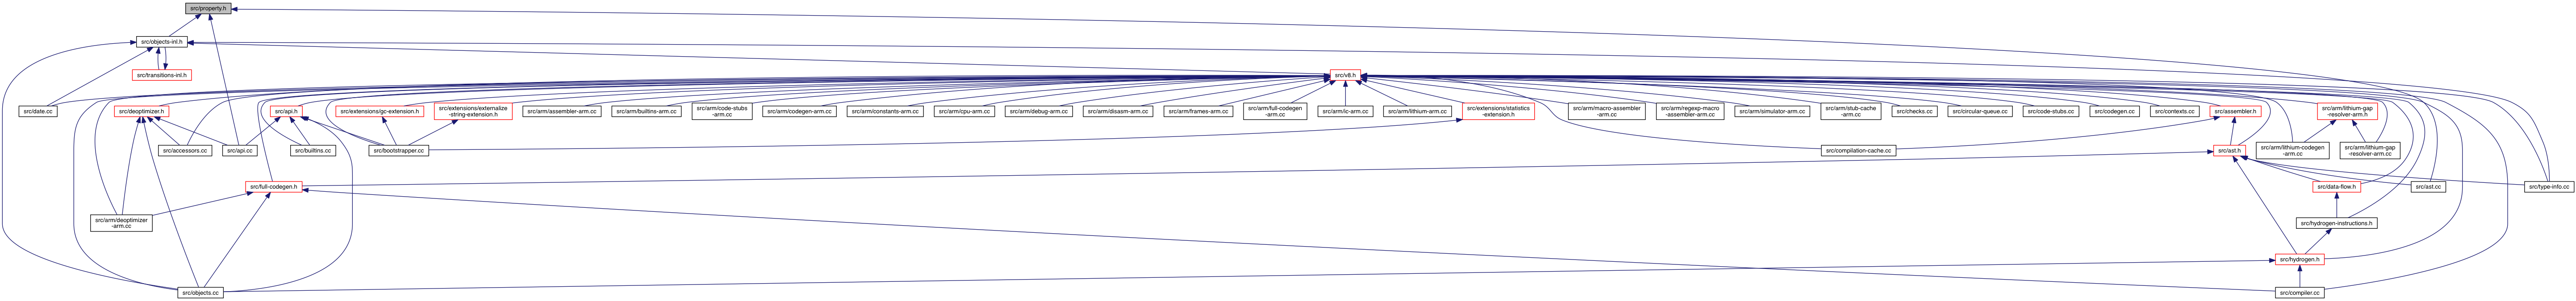 src/property.h
src/objects-inl.h
src/transitions-inl.h
src/v8.h
src/date.cc
src/deoptimizer.h
src/api.h
src/extensions/gc-extension.h
src/extensions/externalize
-string-extension.h
src/arm/assembler-arm.cc
src/arm/builtins-arm.cc
src/arm/code-stubs
-arm.cc
src/arm/codegen-arm.cc
src/arm/constants-arm.cc
src/arm/cpu-arm.cc
src/arm/debug-arm.cc
src/arm/disasm-arm.cc
src/arm/frames-arm.cc
src/arm/full-codegen
-arm.cc
src/arm/ic-arm.cc
src/arm/lithium-arm.cc
src/extensions/statistics
-extension.h
src/arm/macro-assembler
-arm.cc
src/arm/regexp-macro
-assembler-arm.cc
src/arm/simulator-arm.cc
src/arm/stub-cache
-arm.cc
src/checks.cc
src/circular-queue.cc
src/code-stubs.cc
src/codegen.cc
src/contexts.cc
src/assembler.h
src/arm/lithium-gap
-resolver-arm.h
src/accessors.cc
src/api.cc
src/builtins.cc
src/bootstrapper.cc
src/compilation-cache.cc
src/ast.h
src/arm/lithium-codegen
-arm.cc
src/arm/lithium-gap
-resolver-arm.cc
src/full-codegen.h
src/data-flow.h
src/ast.cc
src/type-info.cc
src/arm/deoptimizer
-arm.cc
src/hydrogen-instructions.h
src/hydrogen.h
src/objects.cc
src/compiler.cc